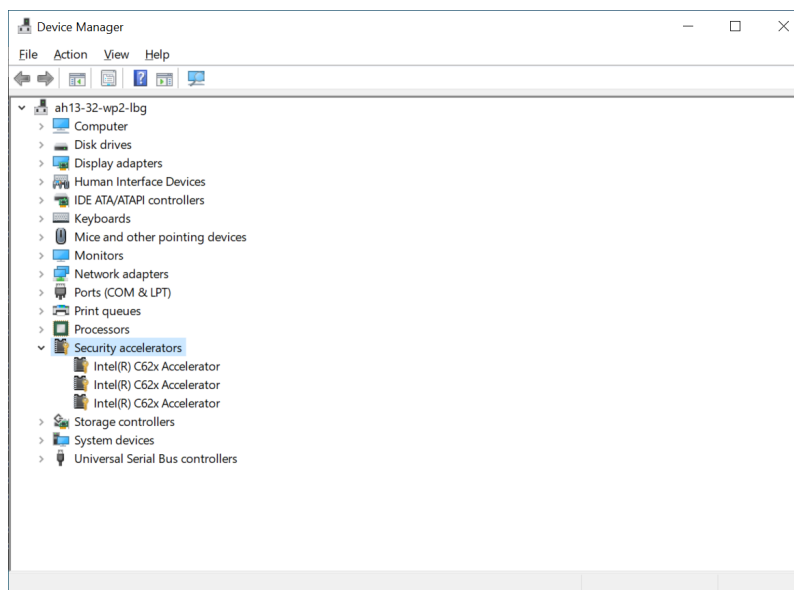 Device Manager
File Action View Help
ah13-32-wp2-lbg
Computer
Disk drives
Display adapters
Human Interface Devices
IDE ATA/ATAPI controllers
Keyboards
Mice and other pointing devices
Monitors
Network adapters
Ports (COM & LPT)
Print queues
Processors
Security accelerators
Intel(R) C62x Accelerator
Intel(R) C62x Accelerator
Intel(R) C62x Accelerator
Storage controllers
System devices
Universal Serial Bus controllers